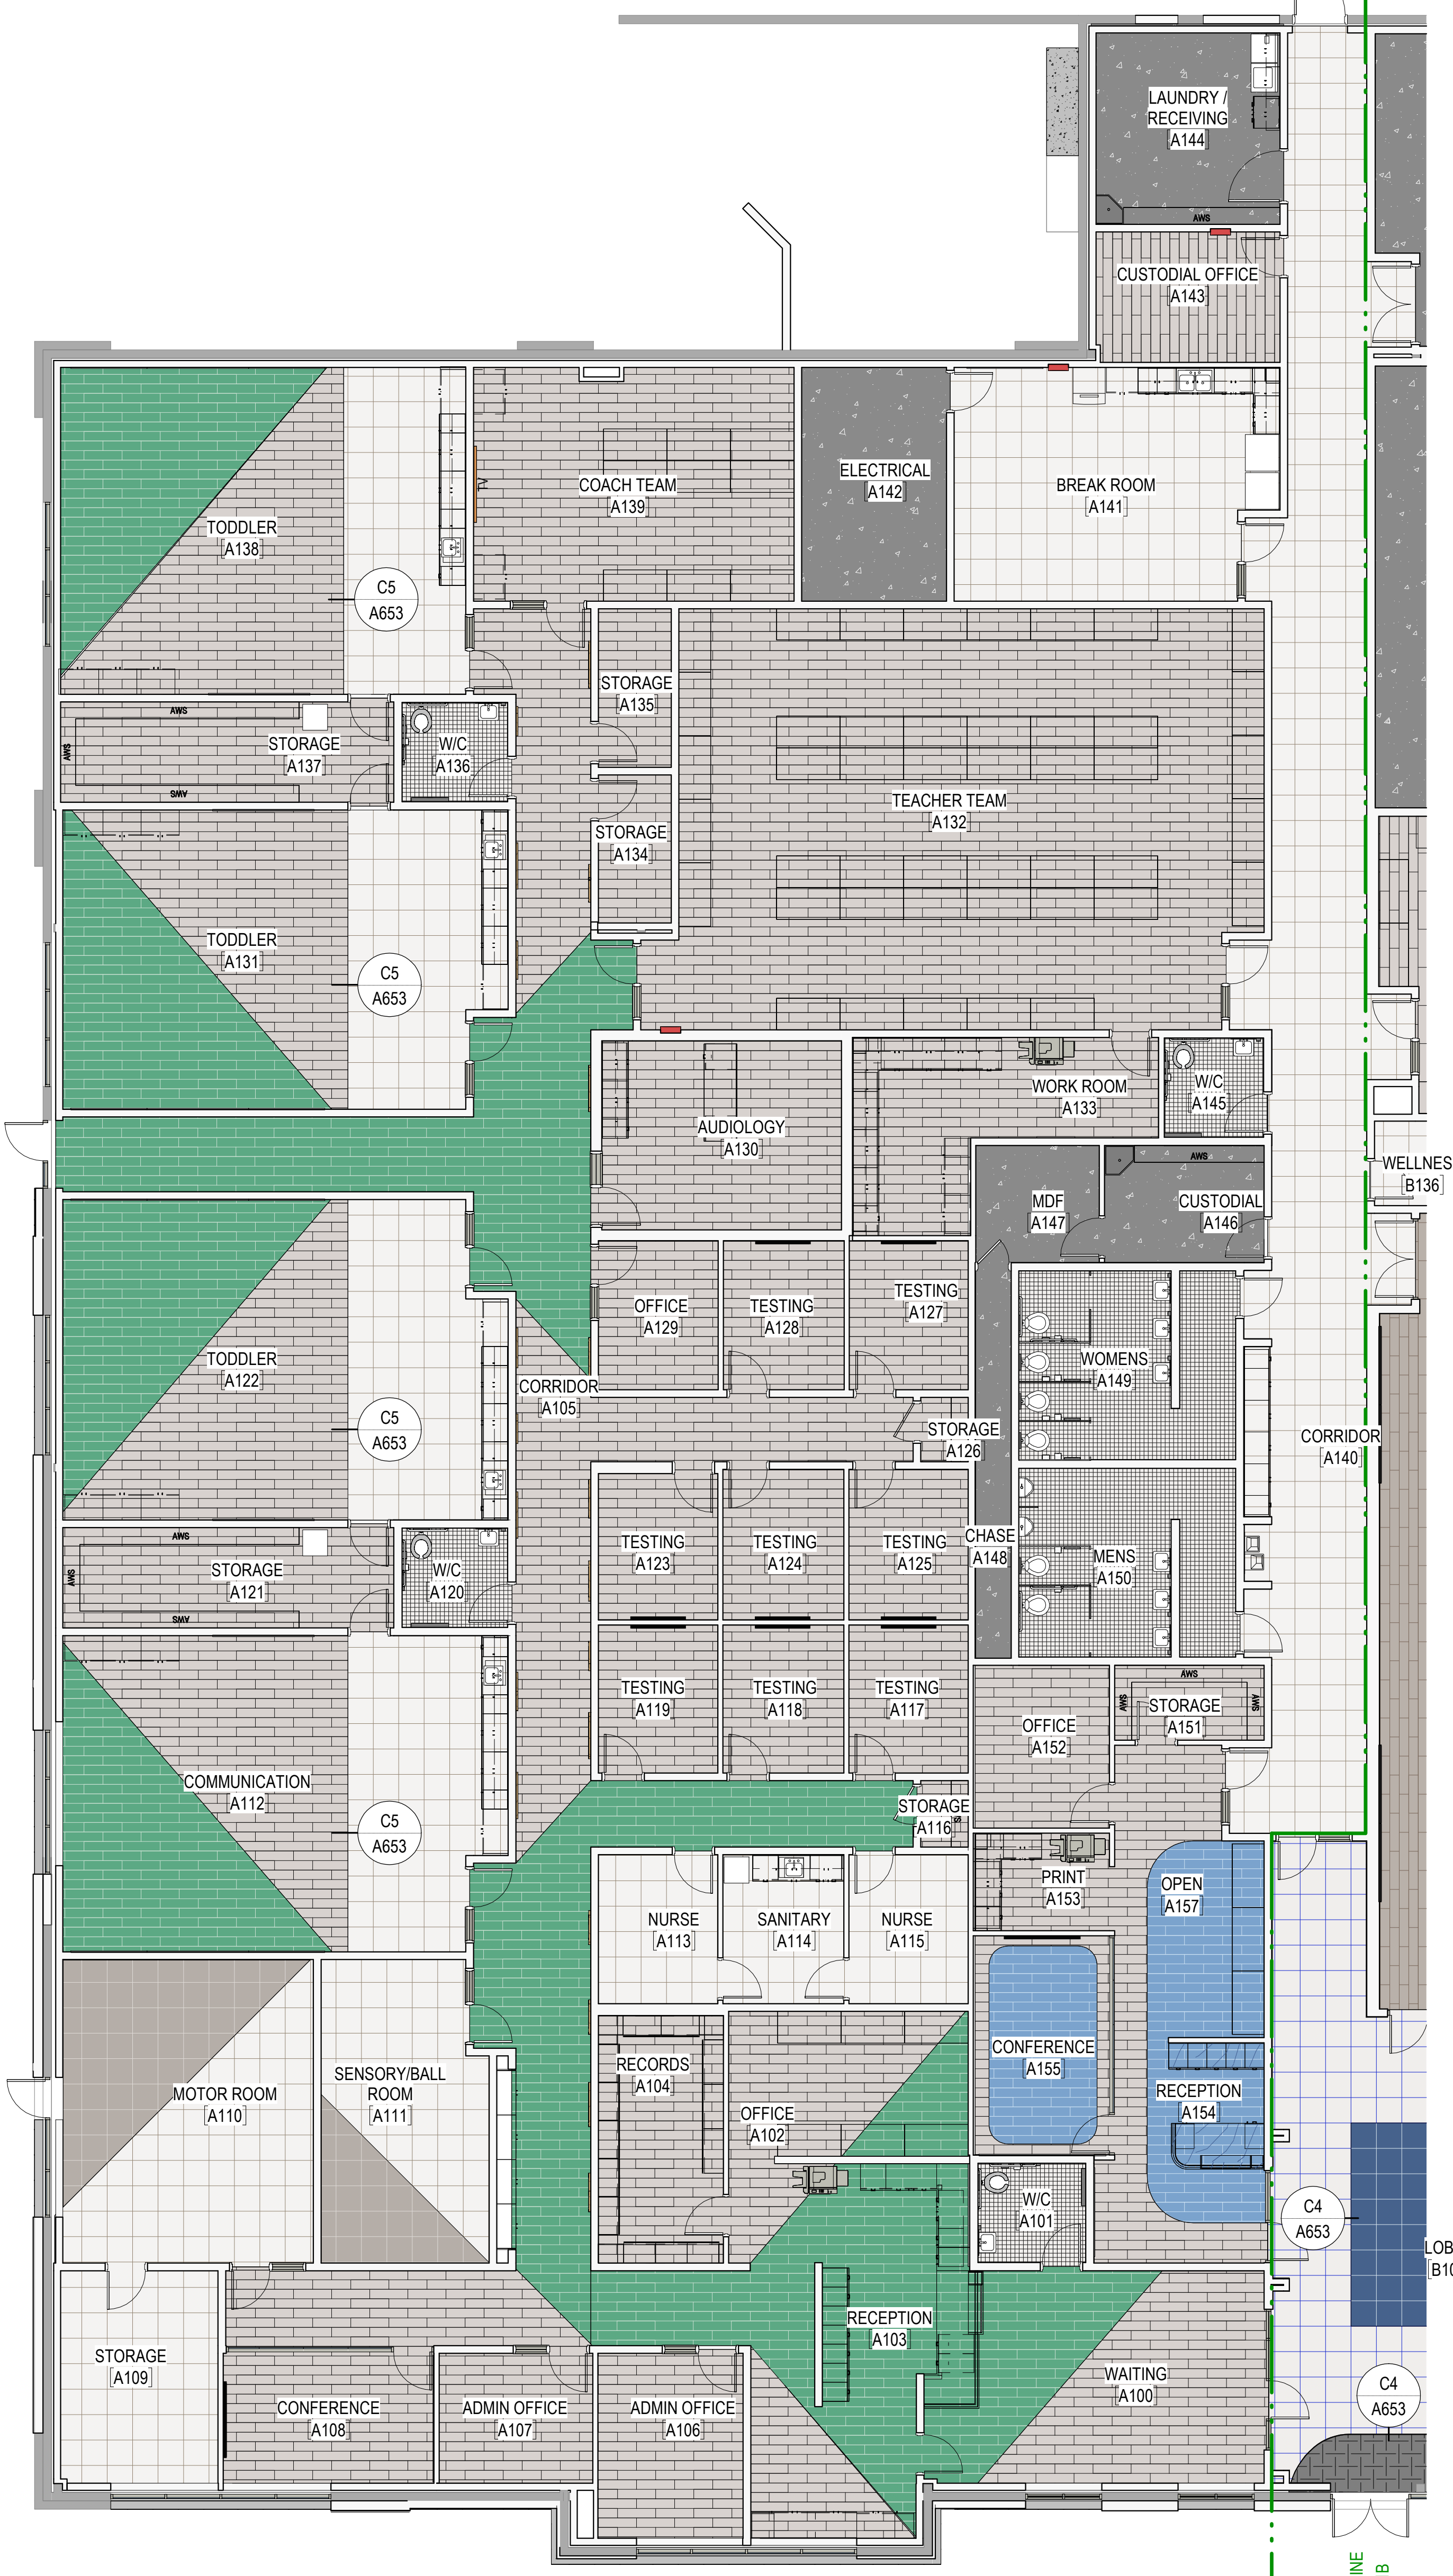 LAUNDRY /
RECEIVING
A144
AWS
CUSTODIAL OFFICE
A143
COACH TEAM
A139
TV
ELECTRICAL
A142
BREAK ROOM
A141
TODDLER
A138
C5
A653
STORAGE
A135
AWS
AWS
AWS
STORAGE
A137
W/C
A136
TEACHER TEAM
A132
STORAGE
A134
TODDLER
A131
C5
A653
WORK ROOM
A133
W/C
A145
AUDIOLOGY
A130
AWS
MDF
A147
CUSTODIAL
A146
WELLNES
B136
OFFICE
A129
TESTING
A128
TESTING
A127
TODDLER
A122
C5
A653
CORRIDOR
A105
WOMENS
A149
STORAGE
A126
CORRIDOR
A140
AWS
AWS
AWS
STORAGE
A121
W/C
A120
TESTING
A123
TESTING
A124
TESTING
A125
CHASE
A148
MENS
A150
TESTING
A119
TESTING
A118
TESTING
A117
OFFICE
A152
AWS
AWS
AWS
STORAGE
A151
COMMUNICATION
A112
C5
A653
STORAGE
A116
PRINT
A153
OPEN
A157
NURSE
A113
SANITARY
A114
NURSE
A115
MOTOR ROOM
A110
SENSORY/BALL
ROOM
A111
RECORDS
A104
OFFICE
A102
CONFERENCE
A155
RECEPTION
A154
W/C
A101
C4
A653
LOB
B10
RECEPTION
A103
STORAGE
A109
CONFERENCE
A108
ADMIN OFFICE
A107
ADMIN OFFICE
A106
WAITING
A100
C4
A653
INE
B